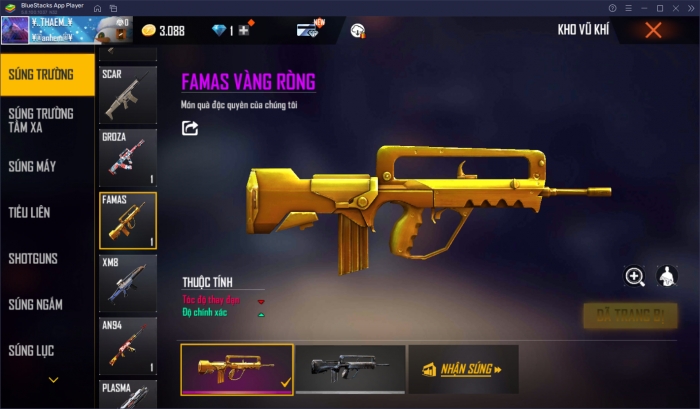 BlueStacks App Player
¥.THAEM.¥
0
3.088
1
NEW
KHO VŨ KHÍ
SÚNG TRƯỜNG
SÚNG TRƯỜNG
TẦM XA
SÚNG MÁY
TIỂU LIÊN
SHOTGUNS
SÚNG NGẮM
SÚNG LỤC
SCAR
GROZA
1
FAMAS
1
XM8
AN94
1
PLASMA
FAMAS VÀNG RÒNG
Món quà độc quyền của chúng tôi
THUỘC TÍNH
Tốc độ thay đạn
Độ chính xác
ĐÃ TRANG BỊ
NHẬN SÚNG